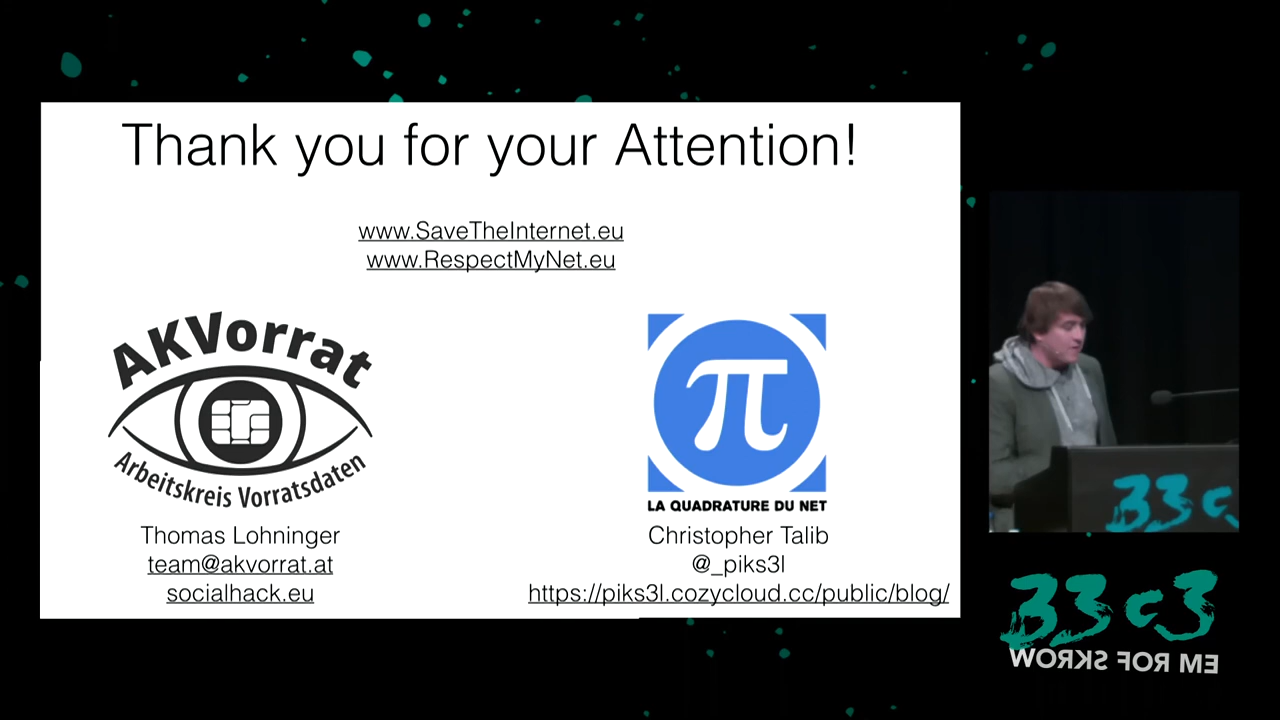 Thank you for your Attention!
www.SaveTheInternet.eu
www.RespectMyNet.eu
AKVorrat
Arbeitskreis Vorratsdaten
Thomas Lohninger
team@akvorrat.at
socialhack.eu
π
LA QUADRATURE DU NET
Christopher Talib
@_piks3l
https://piks3l.cozycloud.cc/public/blog/
33c3
33c3
WORKS FOR ME